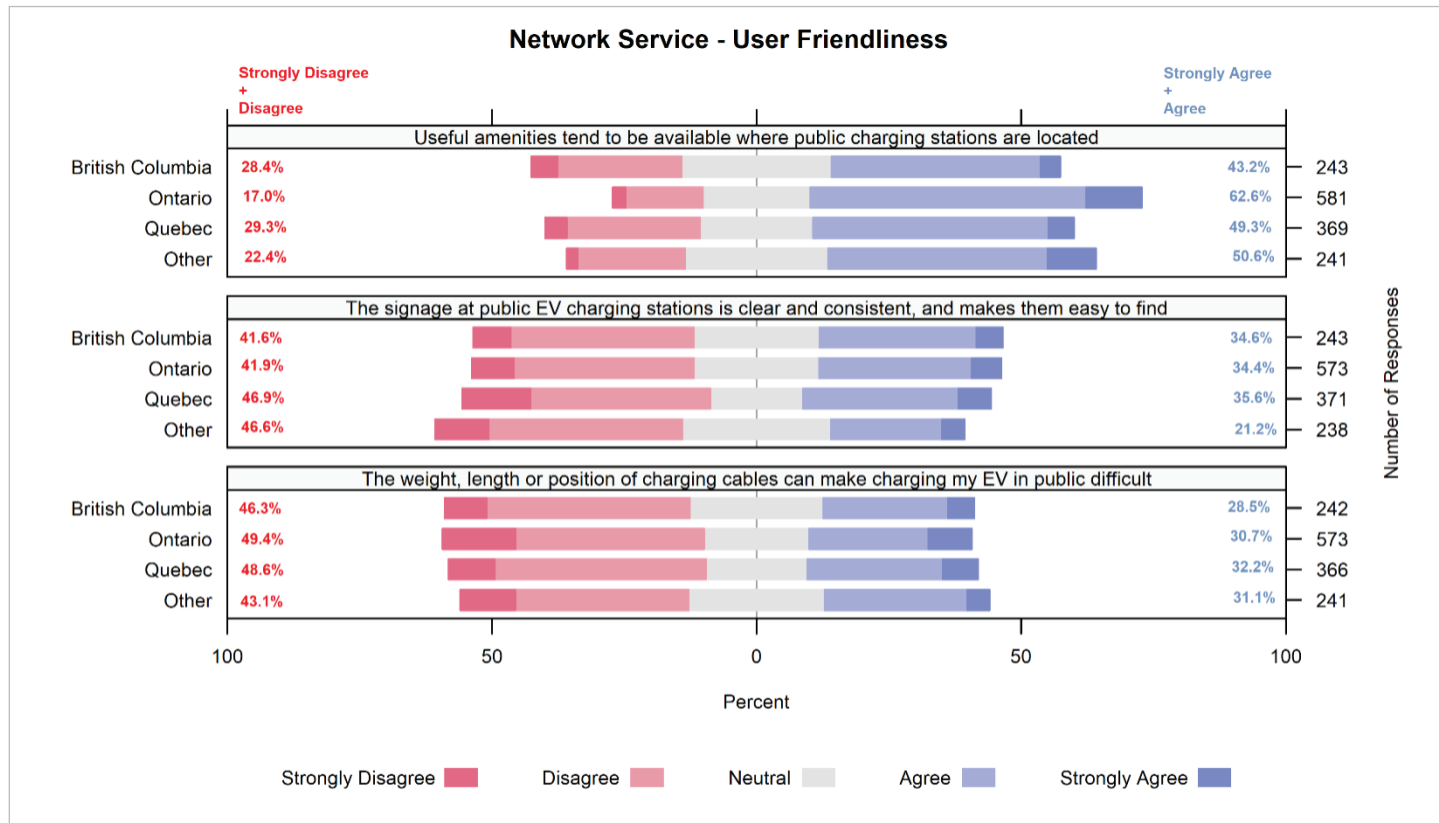 Network Service - User Friendliness
Strongly Disagree
+
Disagree
Strongly Agree
+
Agree
Useful amenities tend to be available where public charging stations are located
British Columbia 28.4% 43.2% 243
Ontario 17.0% 62.6% 581
Quebec 29.3% 49.3% 369
Other 22.4% 50.6% 241
The signage at public EV charging stations is clear and consistent, and makes them easy to find
British Columbia 41.6% 34.6% 243
Ontario 41.9% 34.4% 573
Quebec 46.9% 35.6% 371
Other 46.6% 21.2% 238
The weight, length or position of charging cables can make charging my EV in public difficult
British Columbia 46.3% 28.5% 242
Ontario 49.4% 30.7% 573
Quebec 48.6% 32.2% 366
Other 43.1% 31.1% 241
Number of Responses
100 50 0 50 100
Percent
Strongly Disagree Disagree Neutral Agree Strongly Agree